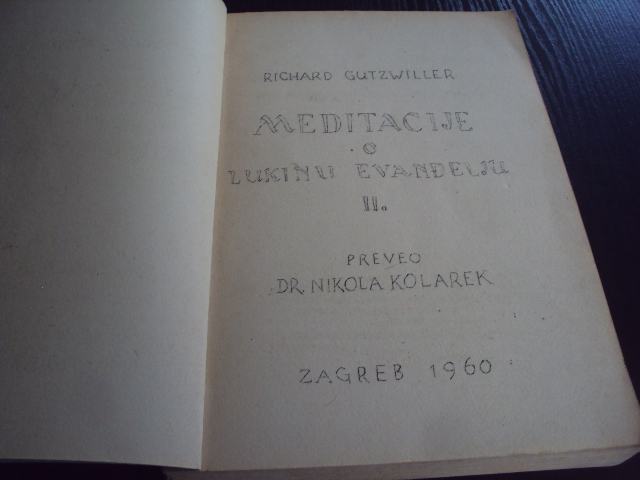 RICHARD GUTZWILLER
MEDITACIJE
O
LUKINU EVANĐELJU
II.
PREVEO
DR. NIKOLA KOLAREK
ZAGREB 1960